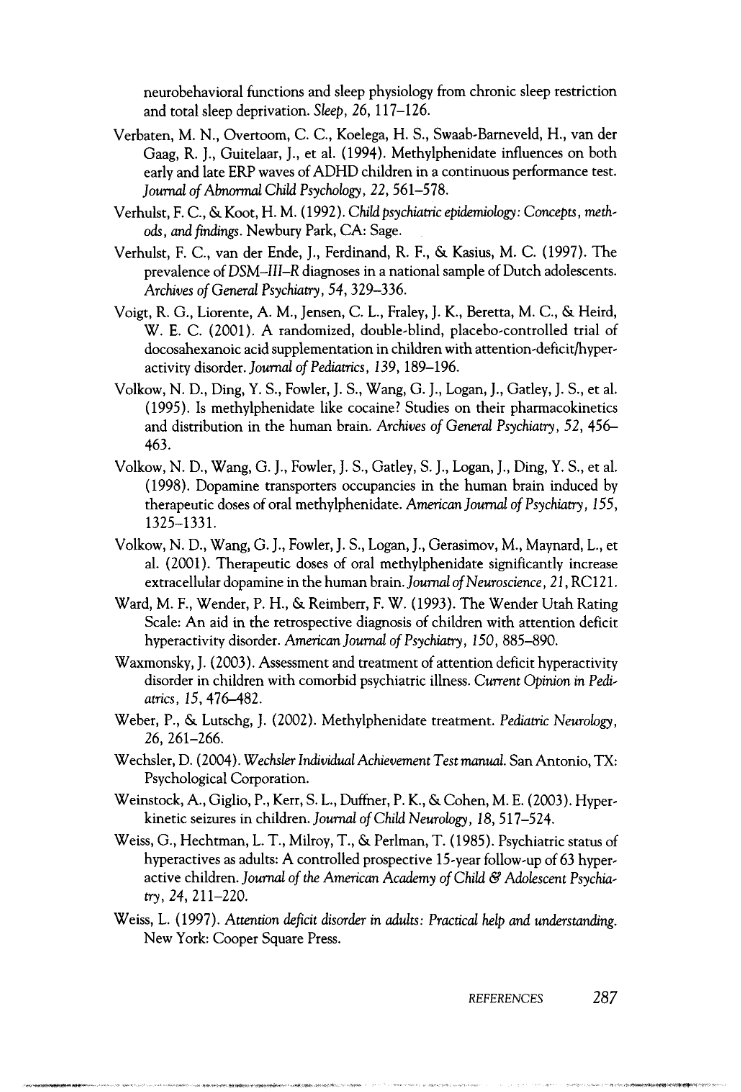 neurobehavioral functions and sleep physiology from chronic sleep restriction
and total sleep deprivation. Sleep, 26, 117–126.
Verbaten, M. N., Overtoom, C. C., Koelega, H. S., Swaab-Barneveld, H., van der
Gaag, R. J., Guitelaar, J., et al. (1994). Methylphenidate influences on both
early and late ERP waves of ADHD children in a continuous performance test.
Journal of Abnormal Child Psychology, 22, 561–578.
Verhulst, F. C., & Koot, H. M. (1992). Child psychiatric epidemiology: Concepts, meth-
ods, and findings. Newbury Park, CA: Sage.
Verhulst, F. C., van der Ende, J., Ferdinand, R. F., & Kasius, M. C. (1997). The
prevalence of DSM–III–R diagnoses in a national sample of Dutch adolescents.
Archives of General Psychiatry, 54, 329–336.
Voigt, R. G., Liorente, A. M., Jensen, C. L., Fraley, J. K., Beretta, M. C., & Heird,
W. E. C. (2001). A randomized, double-blind, placebo-controlled trial of
docosahexanoic acid supplementation in children with attention-deficit/hyper-
activity disorder. Journal of Pediatrics, 139, 189–196.
Volkow, N. D., Ding, Y. S., Fowler, J. S., Wang, G. J., Logan, J., Gatley, J. S., et al.
(1995). Is methylphenidate like cocaine? Studies on their pharmacokinetics
and distribution in the human brain. Archives of General Psychiatry, 52, 456–
463.
Volkow, N. D., Wang, G. J., Fowler, J. S., Gatley, S. J., Logan, J., Ding, Y. S., et al.
(1998). Dopamine transporters occupancies in the human brain induced by
therapeutic doses of oral methylphenidate. American Journal of Psychiatry, 155,
1325–1331.
Volkow, N. D., Wang, G. J., Fowler, J. S., Logan, J., Gerasimov, M., Maynard, L., et
al. (2001). Therapeutic doses of oral methylphenidate significantly increase
extracellular dopamine in the human brain. Journal of Neuroscience, 21, RC121.
Ward, M. F., Wender, P. H., & Reimberr, F. W. (1993). The Wender Utah Rating
Scale: An aid in the retrospective diagnosis of children with attention deficit
hyperactivity disorder. American Journal of Psychiatry, 150, 885–890.
Waxmonsky, J. (2003). Assessment and treatment of attention deficit hyperactivity
disorder in children with comorbid psychiatric illness. Current Opinion in Pedi-
atrics, 15, 476–482.
Weber, P., & Lutschg, J. (2002). Methylphenidate treatment. Pediatric Neurology,
26, 261–266.
Wechsler, D. (2004). Wechsler Individual Achievement Test manual. San Antonio, TX:
Psychological Corporation.
Weinstock, A., Giglio, P., Kerr, S. L., Duffner, P. K., & Cohen, M. E. (2003). Hyper-
kinetic seizures in children. Journal of Child Neurology, 18, 517–524.
Weiss, G., Hechtman, L. T., Milroy, T., & Perlman, T. (1985). Psychiatric status of
hyperactives as adults: A controlled prospective 15-year follow-up of 63 hyper-
active children. Journal of the American Academy of Child & Adolescent Psychia-
try, 24, 211–220.
Weiss, L. (1997). Attention deficit disorder in adults: Practical help and understanding.
New York: Cooper Square Press.
REFERENCES 287